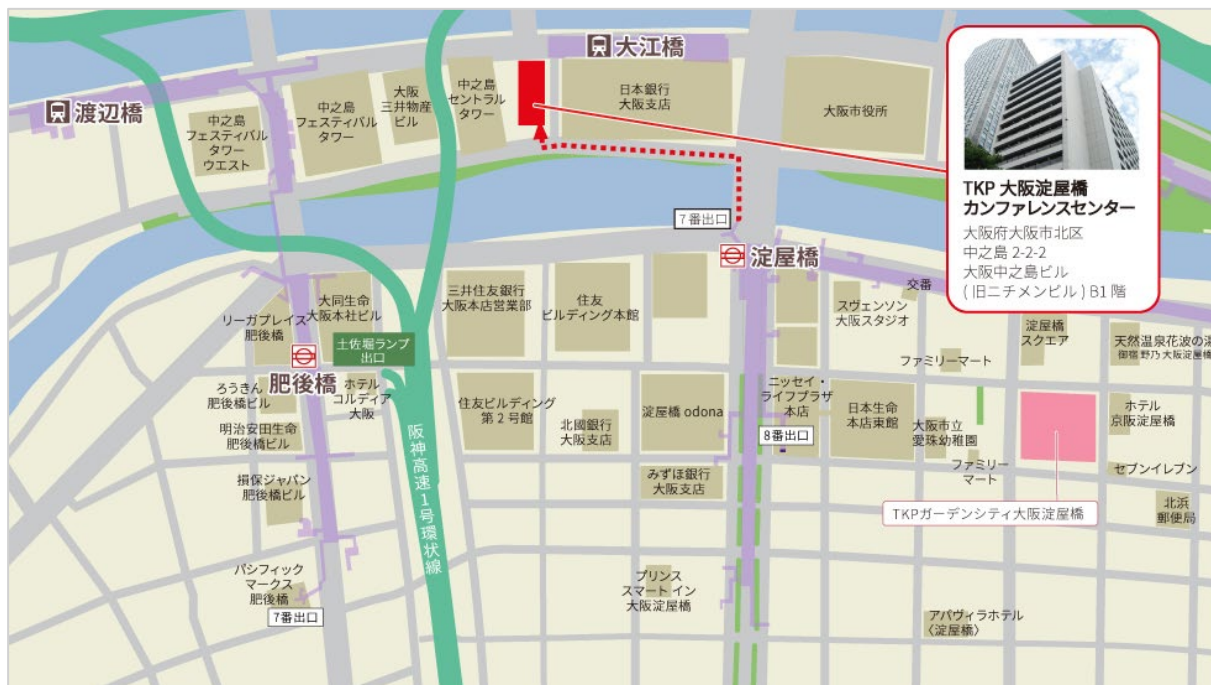 大江橋
渡辺橋
中之島
フェスティバル
タワー
ウエスト
中之島
フェスティバル
タワー
大阪
三井物産
ビル
中之島
セントラル
タワー
日本銀行
大阪支店
大阪市役所
TKP 大阪淀屋橋
カンファレンスセンター
大阪府大阪市北区
中之島 2-2-2
大阪中之島ビル
( 旧ニチメンビル ) B1 階
7番出口
淀屋橋
交番
リーガプレイス
肥後橋
大同生命
大阪本社ビル
三井住友銀行
大阪本店営業部
住友
ビルディング本館
スヴェンソン
大阪スタジオ
淀屋橋
スクエア
天然温泉花波の湯
御宿 野乃 大阪淀屋橋
土佐堀ランプ
出口
肥後橋
ファミリーマート
ろうきん
肥後橋ビル
ホテル
コルディア
大阪
住友ビルディング
第2号館
北國銀行
大阪支店
淀屋橋 odona
ニッセイ・
ライフプラザ
本店
日本生命
本店東館
大阪市立
愛珠幼稚園
ホテル
京阪淀屋橋
明治安田生命
肥後橋ビル
8番出口
阪神高速1号環状線
損保ジャパン
肥後橋ビル
みずほ銀行
大阪支店
ファミリー
マート
セブンイレブン
TKPガーデンシティ大阪淀屋橋
北浜
郵便局
パシフィック
マークス
肥後橋
7番出口
プリンス
スマート イン
大阪淀屋橋
アパヴィラホテル
〈淀屋橋〉